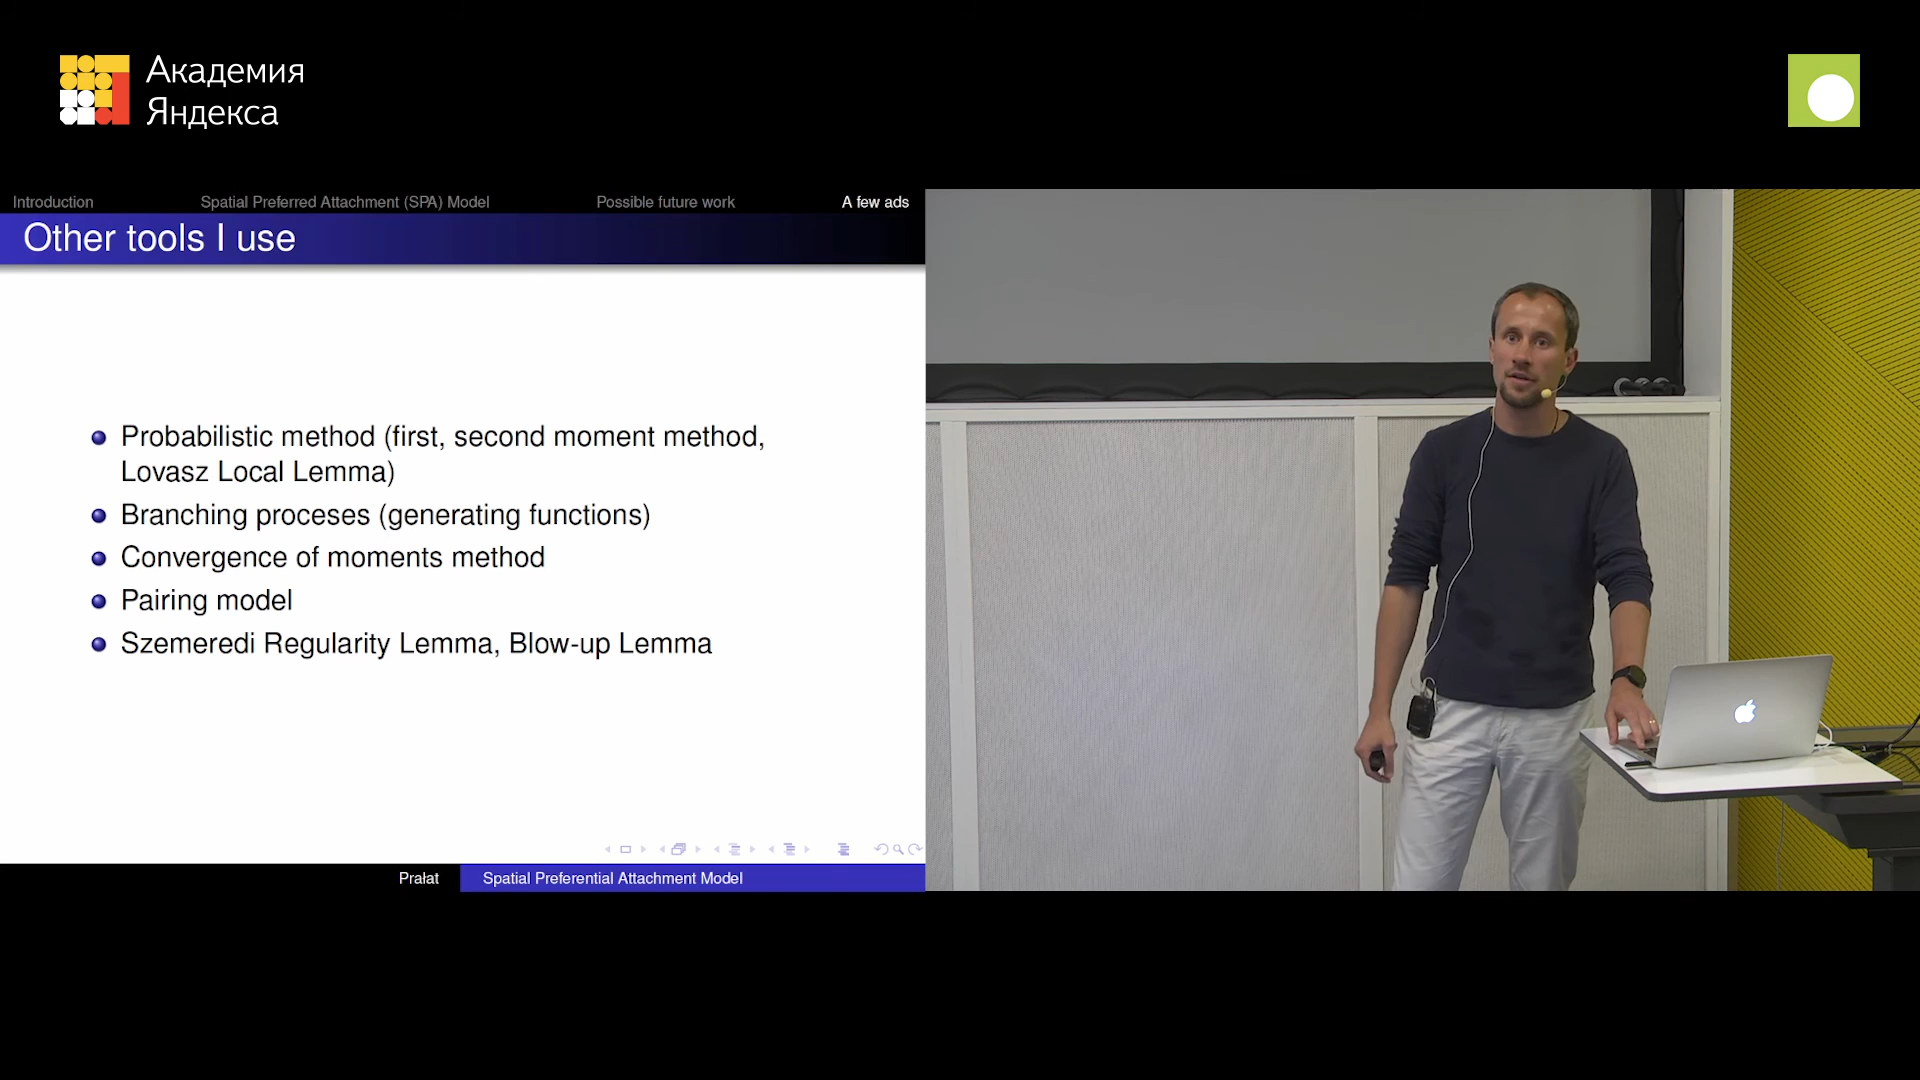 Академия
Яндекса
Introduction
Spatial Preferred Attachment (SPA) Model
Possible future work
A few ads
Other tools I use
Probabilistic method (first, second moment method,
Lovasz Local Lemma)
Branching proceses (generating functions)
Convergence of moments method
Pairing model
Szemeredi Regularity Lemma, Blow-up Lemma
Prałat
Spatial Preferential Attachment Model